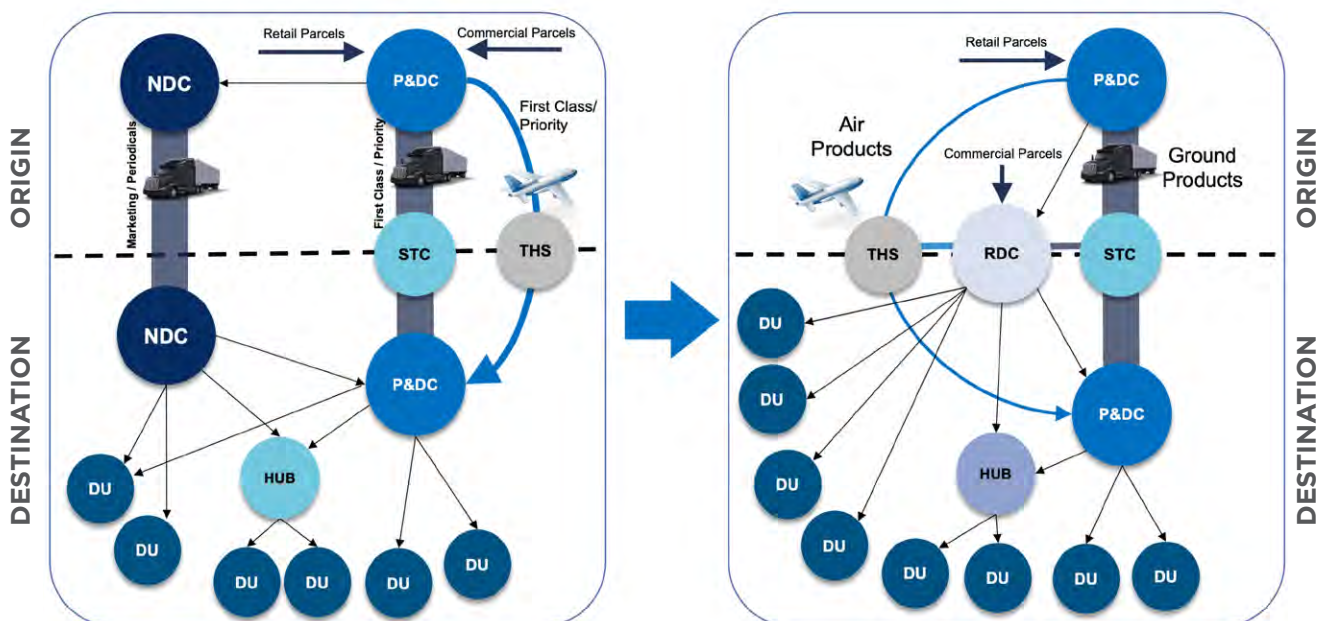 ORIGIN
DESTINATION
Retail Parcels
Commercial Parcels
NDC
P&DC
First Class/
Priority
Marketing / Periodicals
First Class / Priority
STC
THS
NDC
P&DC
DU
DU
HUB
DU
DU
DU
DU
Retail Parcels
P&DC
Air
Products
Commercial Parcels
Ground
Products
THS
RDC
STC
DU
DU
DU
DU
HUB
P&DC
DU
DU
DU
DU
ORIGIN
DESTINATION